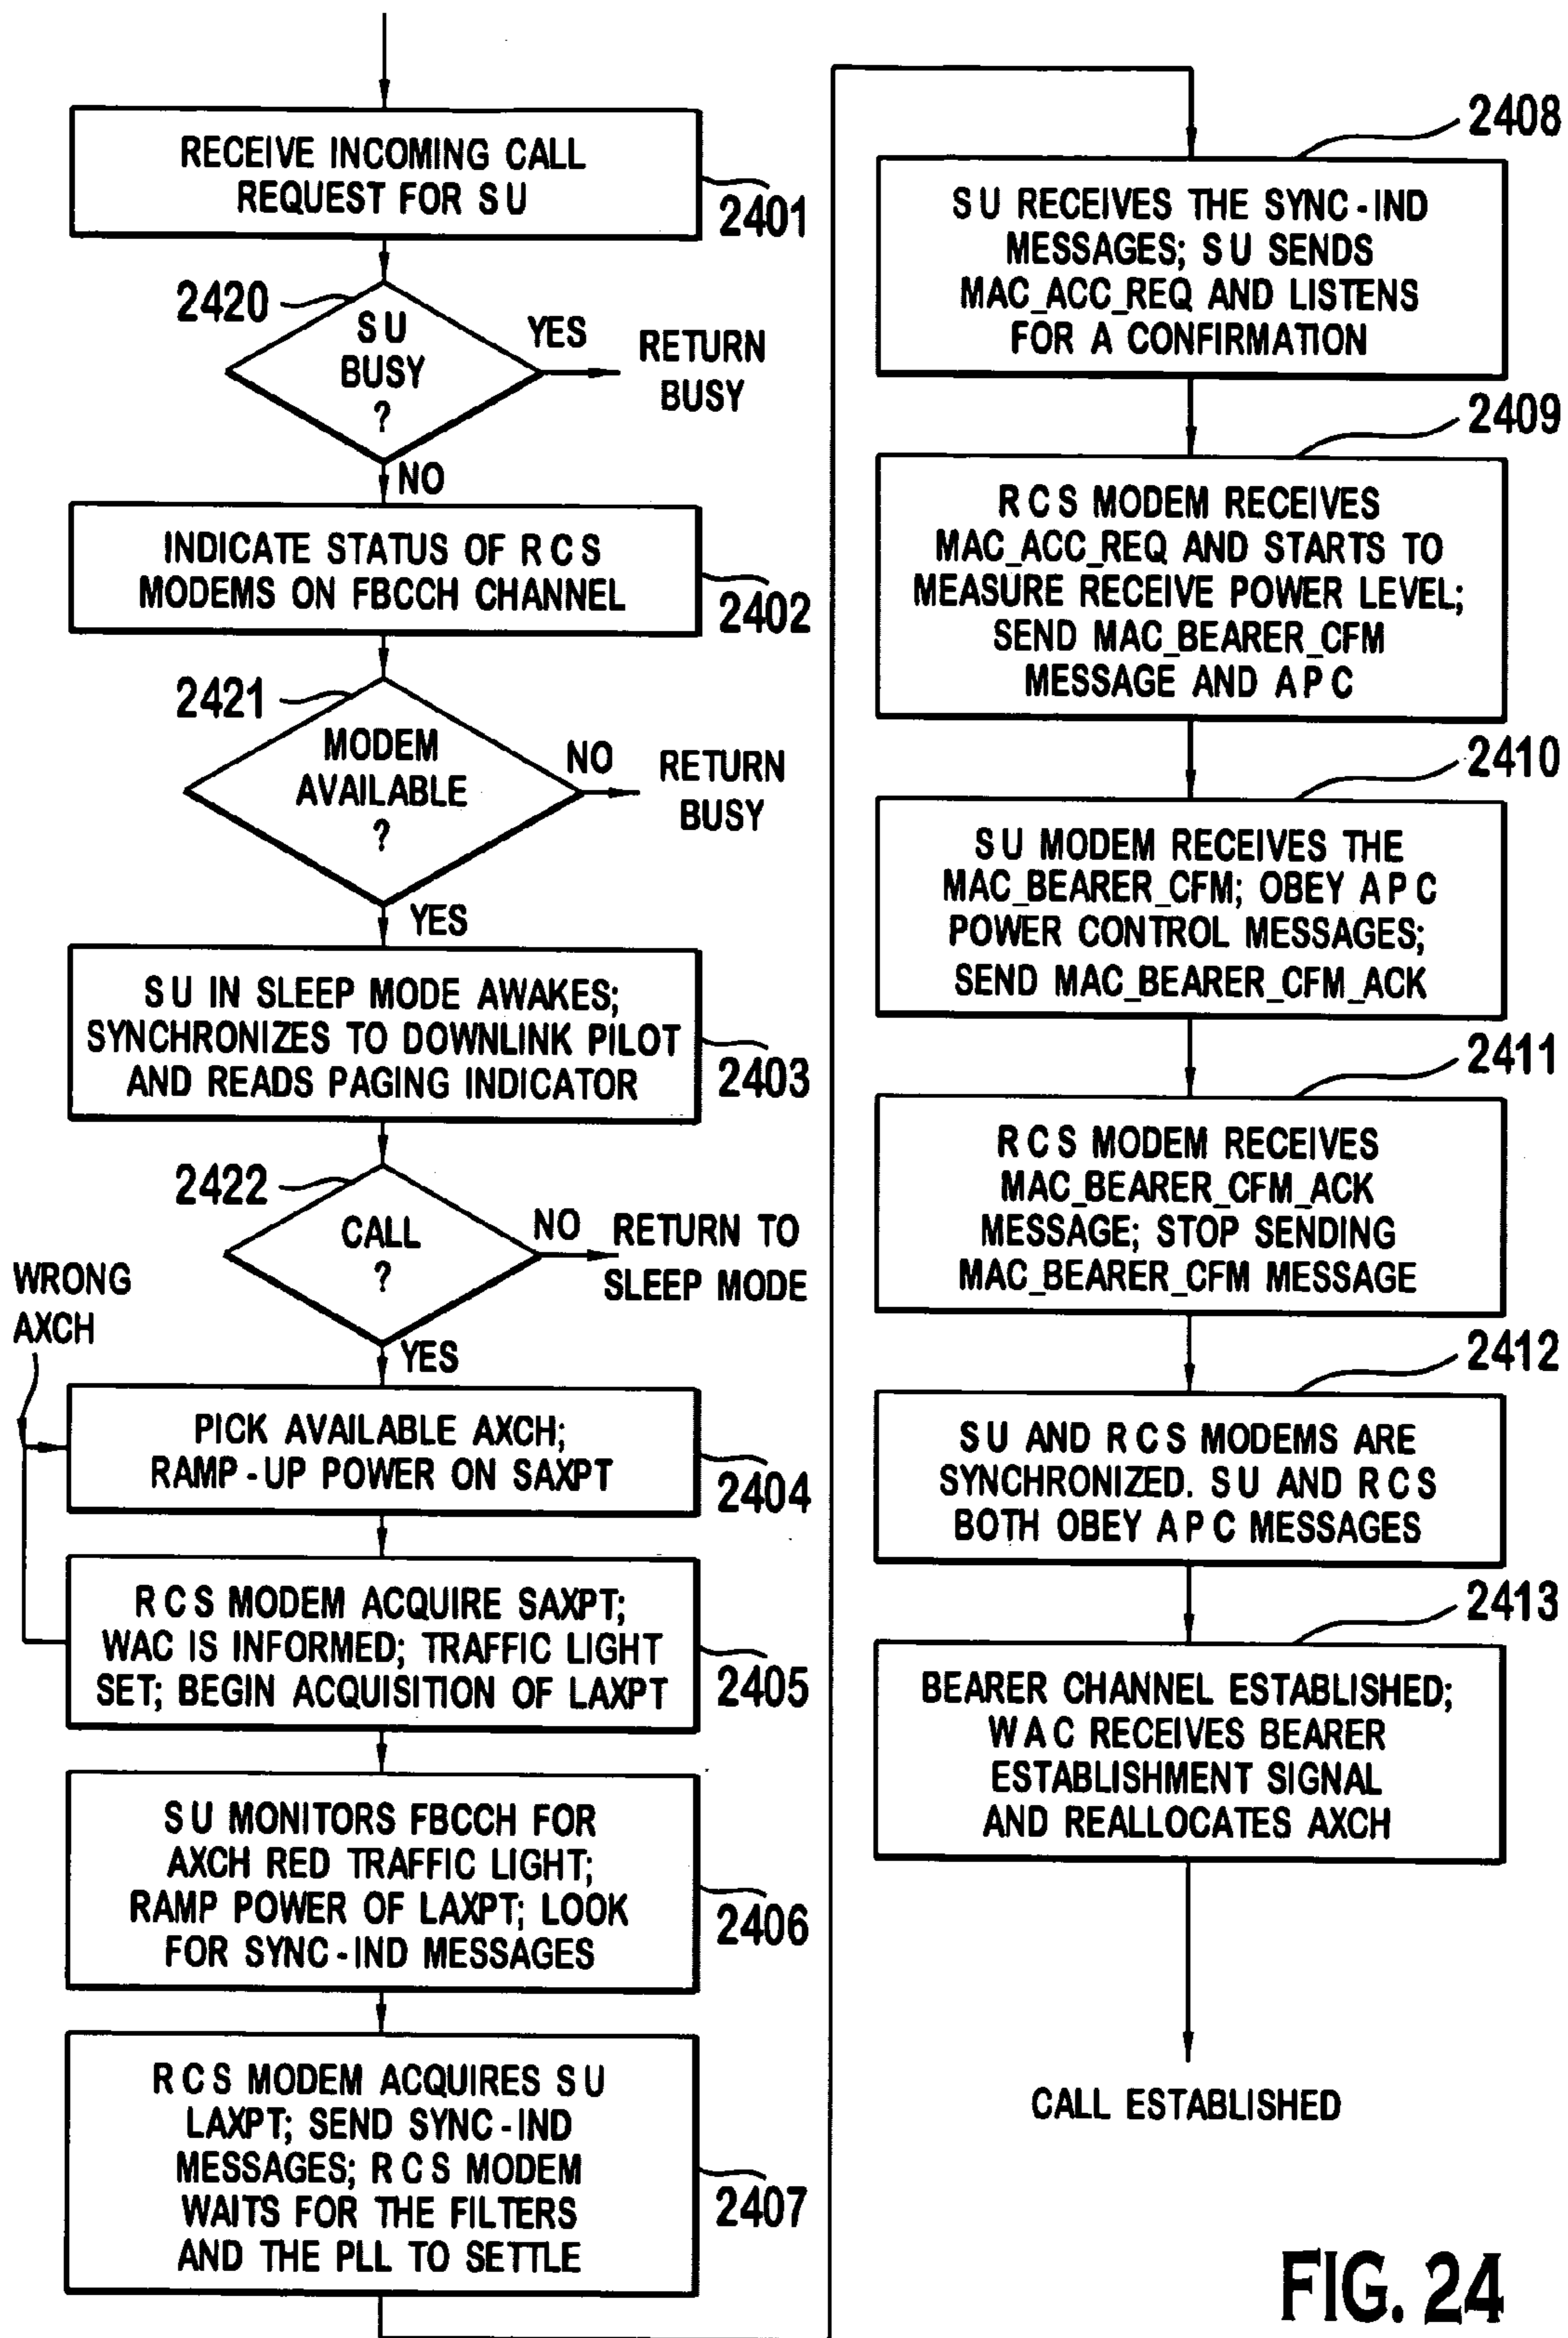 RECEIVE INCOMING CALL
REQUEST FOR SU
2401
2420
SU
BUSY
?
YES
RETURN
BUSY
NO
INDICATE STATUS OF RCS
MODEMS ON FBCCH CHANNEL
2402
2421
MODEM
AVAILABLE
?
NO
RETURN
BUSY
YES
SU IN SLEEP MODE AWAKES;
SYNCHRONIZES TO DOWNLINK PILOT
AND READS PAGING INDICATOR
2403
2422
CALL
?
NO
RETURN TO
SLEEP MODE
WRONG
AXCH
YES
PICK AVAILABLE AXCH;
RAMP-UP POWER ON SAXPT
2404
RCS MODEM ACQUIRE SAXPT;
WAC IS INFORMED; TRAFFIC LIGHT
SET; BEGIN ACQUISITION OF LAXPT
2405
SU MONITORS FBCCH FOR
AXCH RED TRAFFIC LIGHT;
RAMP POWER OF LAXPT; LOOK
FOR SYNC-IND MESSAGES
2406
RCS MODEM ACQUIRES SU
LAXPT; SEND SYNC-IND
MESSAGES; RCS MODEM
WAITS FOR THE FILTERS
AND THE PLL TO SETTLE
2407
2408
SU RECEIVES THE SYNC-IND
MESSAGES; SU SENDS
MAC_ACC_REQ AND LISTENS
FOR A CONFIRMATION
2409
RCS MODEM RECEIVES
MAC_ACC_REQ AND STARTS TO
MEASURE RECEIVE POWER LEVEL;
SEND MAC_BEARER_CFM
MESSAGE AND APC
2410
SU MODEM RECEIVES THE
MAC_BEARER_CFM; OBEY APC
POWER CONTROL MESSAGES;
SEND MAC_BEARER_CFM_ACK
2411
RCS MODEM RECEIVES
MAC_BEARER_CFM_ACK
MESSAGE; STOP SENDING
MAC_BEARER_CFM MESSAGE
2412
SU AND RCS MODEMS ARE
SYNCHRONIZED. SU AND RCS
BOTH OBEY APC MESSAGES
2413
BEARER CHANNEL ESTABLISHED;
WAC RECEIVES BEARER
ESTABLISHMENT SIGNAL
AND REALLOCATES AXCH
CALL ESTABLISHED
FIG. 24